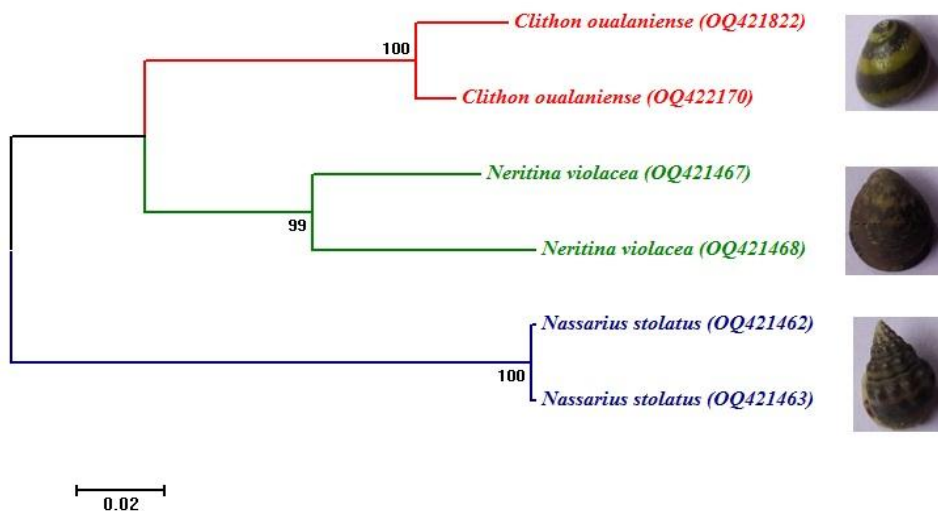 Clithon oualaniense (OQ421822)
100
Clithon oualaniense (OQ422170)
Neritina violacea (OQ421467)
99
Neritina violacea (OQ421468)
Nassarius stolatus (OQ421462)
100
Nassarius stolatus (OQ421463)
0.02